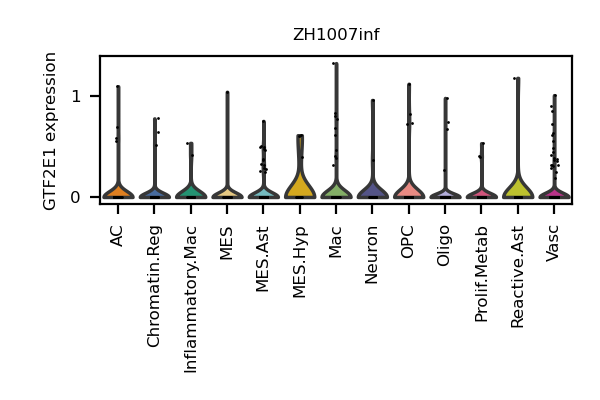 ZH1007inf
GTF2E1 expression
1
0
AC
Chromatin.Reg
Inflammatory.Mac
MES
MES.Ast
MES.Hyp
Mac
Neuron
OPC
Oligo
Prolif.Metab
Reactive.Ast
Vasc